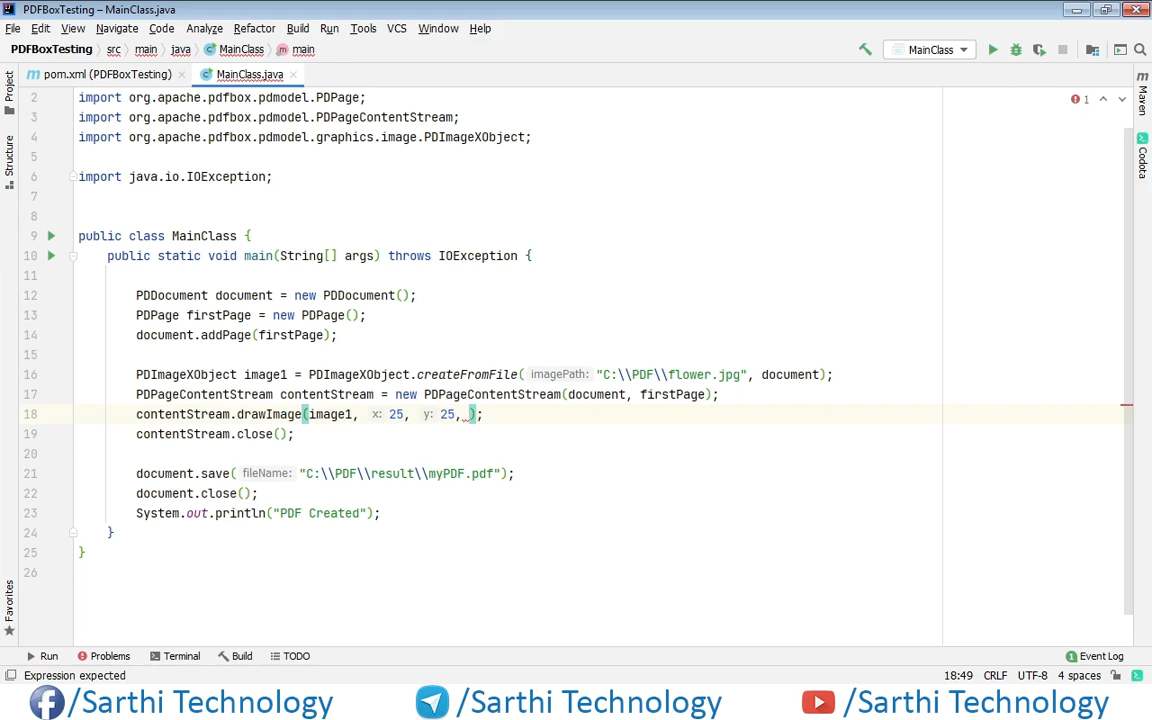 PDFBoxTesting – MainClass.java
File Edit View Navigate Code Analyze Refactor Build Run Tools VCS Window Help
PDFBoxTesting src main java MainClass main MainClass
pom.xml (PDFBoxTesting) MainClass.java
Project
Structure
Favorites
Maven
Codota
1
2 import org.apache.pdfbox.pdmodel.PDPage;
3 import org.apache.pdfbox.pdmodel.PDPageContentStream;
4 import org.apache.pdfbox.pdmodel.graphics.image.PDImageXObject;
5
6 import java.io.IOException;
7
8
9 public class MainClass {
10 public static void main(String[] args) throws IOException {
11
12 PDDocument document = new PDDocument();
13 PDPage firstPage = new PDPage();
14 document.addPage(firstPage);
15
16 PDImageXObject image1 = PDImageXObject.createFromFile( imagePath: "C:\\PDF\\flower.jpg", document);
17 PDPageContentStream contentStream = new PDPageContentStream(document, firstPage);
18 contentStream.drawImage(image1, x: 25, y: 25, );
19 contentStream.close();
20
21 document.save( fileName: "C:\\PDF\\result\\myPDF.pdf");
22 document.close();
23 System.out.println("PDF Created");
24 }
25 }
26
Run Problems Terminal Build TODO 1 Event Log
Expression expected 18:49 CRLF UTF-8 4 spaces
/Sarthi Technology /Sarthi Technology /Sarthi Technology